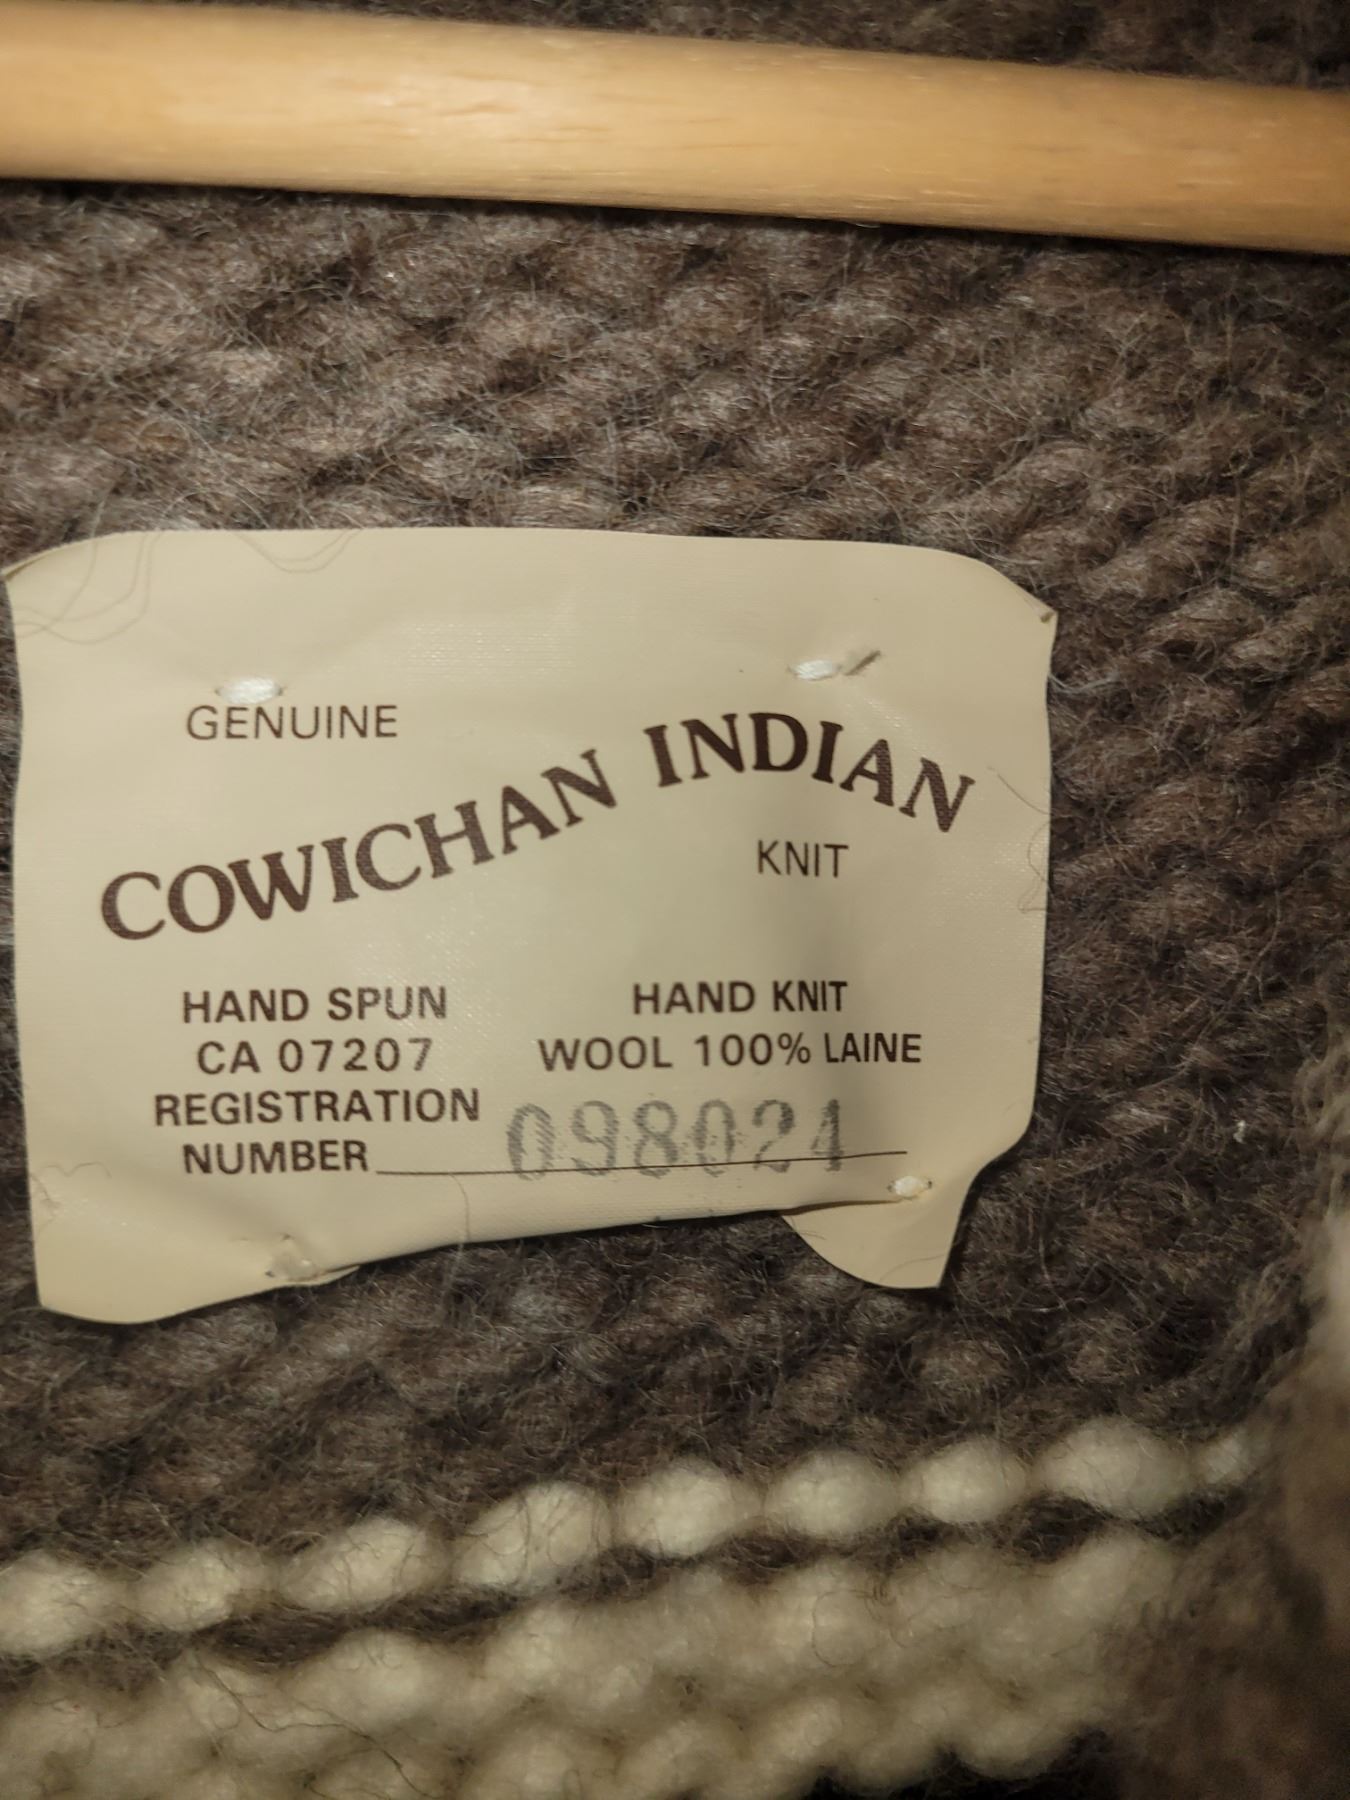 GENUINE
COWICHAN INDIAN
KNIT
HAND SPUN
CA 07207
REGISTRATION
NUMBER
HAND KNIT
WOOL 100% LAINE
098024